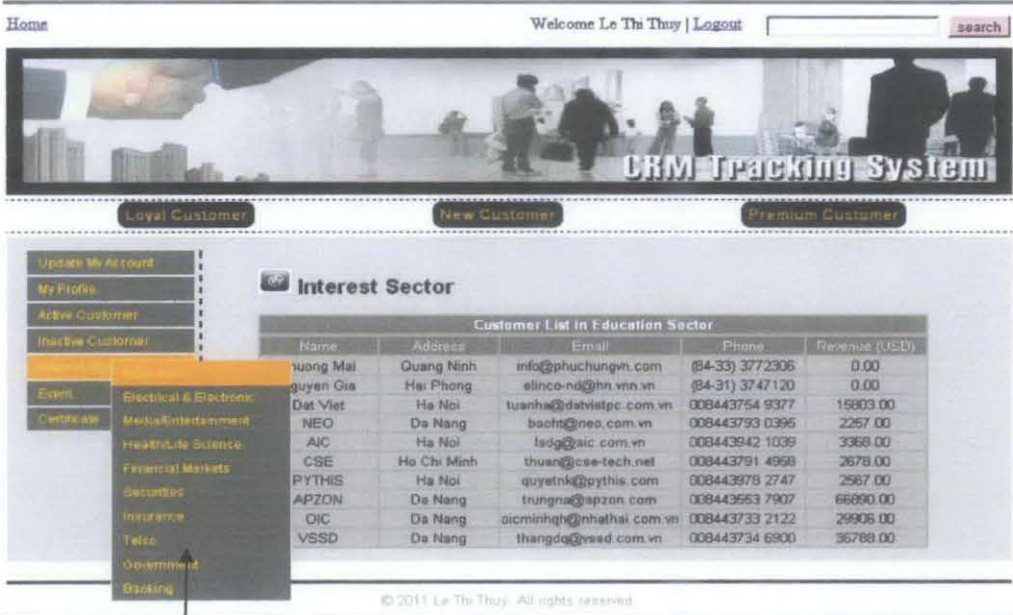 Home Welcome Le Thi Thuy | Logout search
CRM Tracking System
Loyal Customer New Customer Premium Customer
Update My Account
My Profile
Active Customer
Inactive Customer
Event
Certificate
Electrical & Electronic
Media/Entertainment
Health/Life Science
Financial Markets
Securities
Insurance
Telco
Government
Banking
Interest Sector
Customer List in Education Sector
Name Address Email Phone Revenue (USD)
Mai Quang Ninh info@phuchungvn.com (84-33) 3772306 0.00
Gia Hai Phong elinco-nd@hn.vnn.vn (84-31) 3747120 0.00
Dat Viet Ha Noi tuanha@datvietpc.com.vn 008443754 9377 15803.00
NEO Da Nang baoht@neo.com.vn 008443793 0395 2257.00
AIC Ha Noi lsdg@aic.com.vn 008443942 1039 3368.00
CSE Ho Chi Minh thuan@cse-tech.net 008443791 4958 2678.00
PYTHIS Ha Noi quyetnk@pythis.com 008443978 2747 2567.00
APZON Da Nang trungna@apzon.com 008443553 7907 66890.00
OIC Da Nang oicminhqh@nhathai.com.vn 008443733 2122 29906.00
VSSD Da Nang thangdq@vssd.com.vn 008443734 6900 36788.00
© 2011 Le Thi Thuy. All rights reserved.